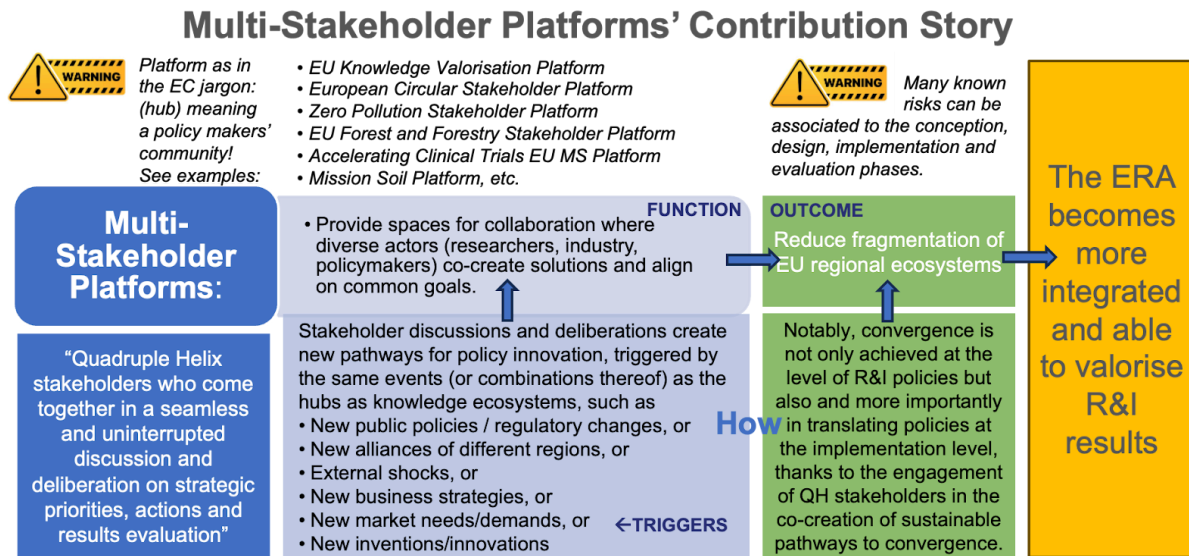 Multi-Stakeholder Platforms’ Contribution Story
WARNING
Platform as in
the EC jargon:
(hub) meaning
a policy makers’
community!
See examples:
• EU Knowledge Valorisation Platform
• European Circular Stakeholder Platform
• Zero Pollution Stakeholder Platform
• EU Forest and Forestry Stakeholder Platform
• Accelerating Clinical Trials EU MS Platform
• Mission Soil Platform, etc.
WARNING
Many known
risks can be
associated to the conception,
design, implementation and
evaluation phases.
Multi-
Stakeholder
Platforms:
“Quadruple Helix
stakeholders who come
together in a seamless
and uninterrupted
discussion and
deliberation on strategic
priorities, actions and
results evaluation”
FUNCTION
• Provide spaces for collaboration where
diverse actors (researchers, industry,
policymakers) co-create solutions and align
on common goals.
Stakeholder discussions and deliberations create
new pathways for policy innovation, triggered by
the same events (or combinations thereof) as the
hubs as knowledge ecosystems, such as
• New public policies / regulatory changes, or
• New alliances of different regions, or
• External shocks, or
• New business strategies, or
• New market needs/demands, or
←TRIGGERS
• New inventions/innovations
How
OUTCOME
Reduce fragmentation of
EU regional ecosystems
Notably, convergence is
not only achieved at the
level of R&I policies but
also and more importantly
in translating policies at
the implementation level,
thanks to the engagement
of QH stakeholders in the
co-creation of sustainable
pathways to convergence.
The ERA
becomes
more
integrated
and able
to valorise
R&I
results